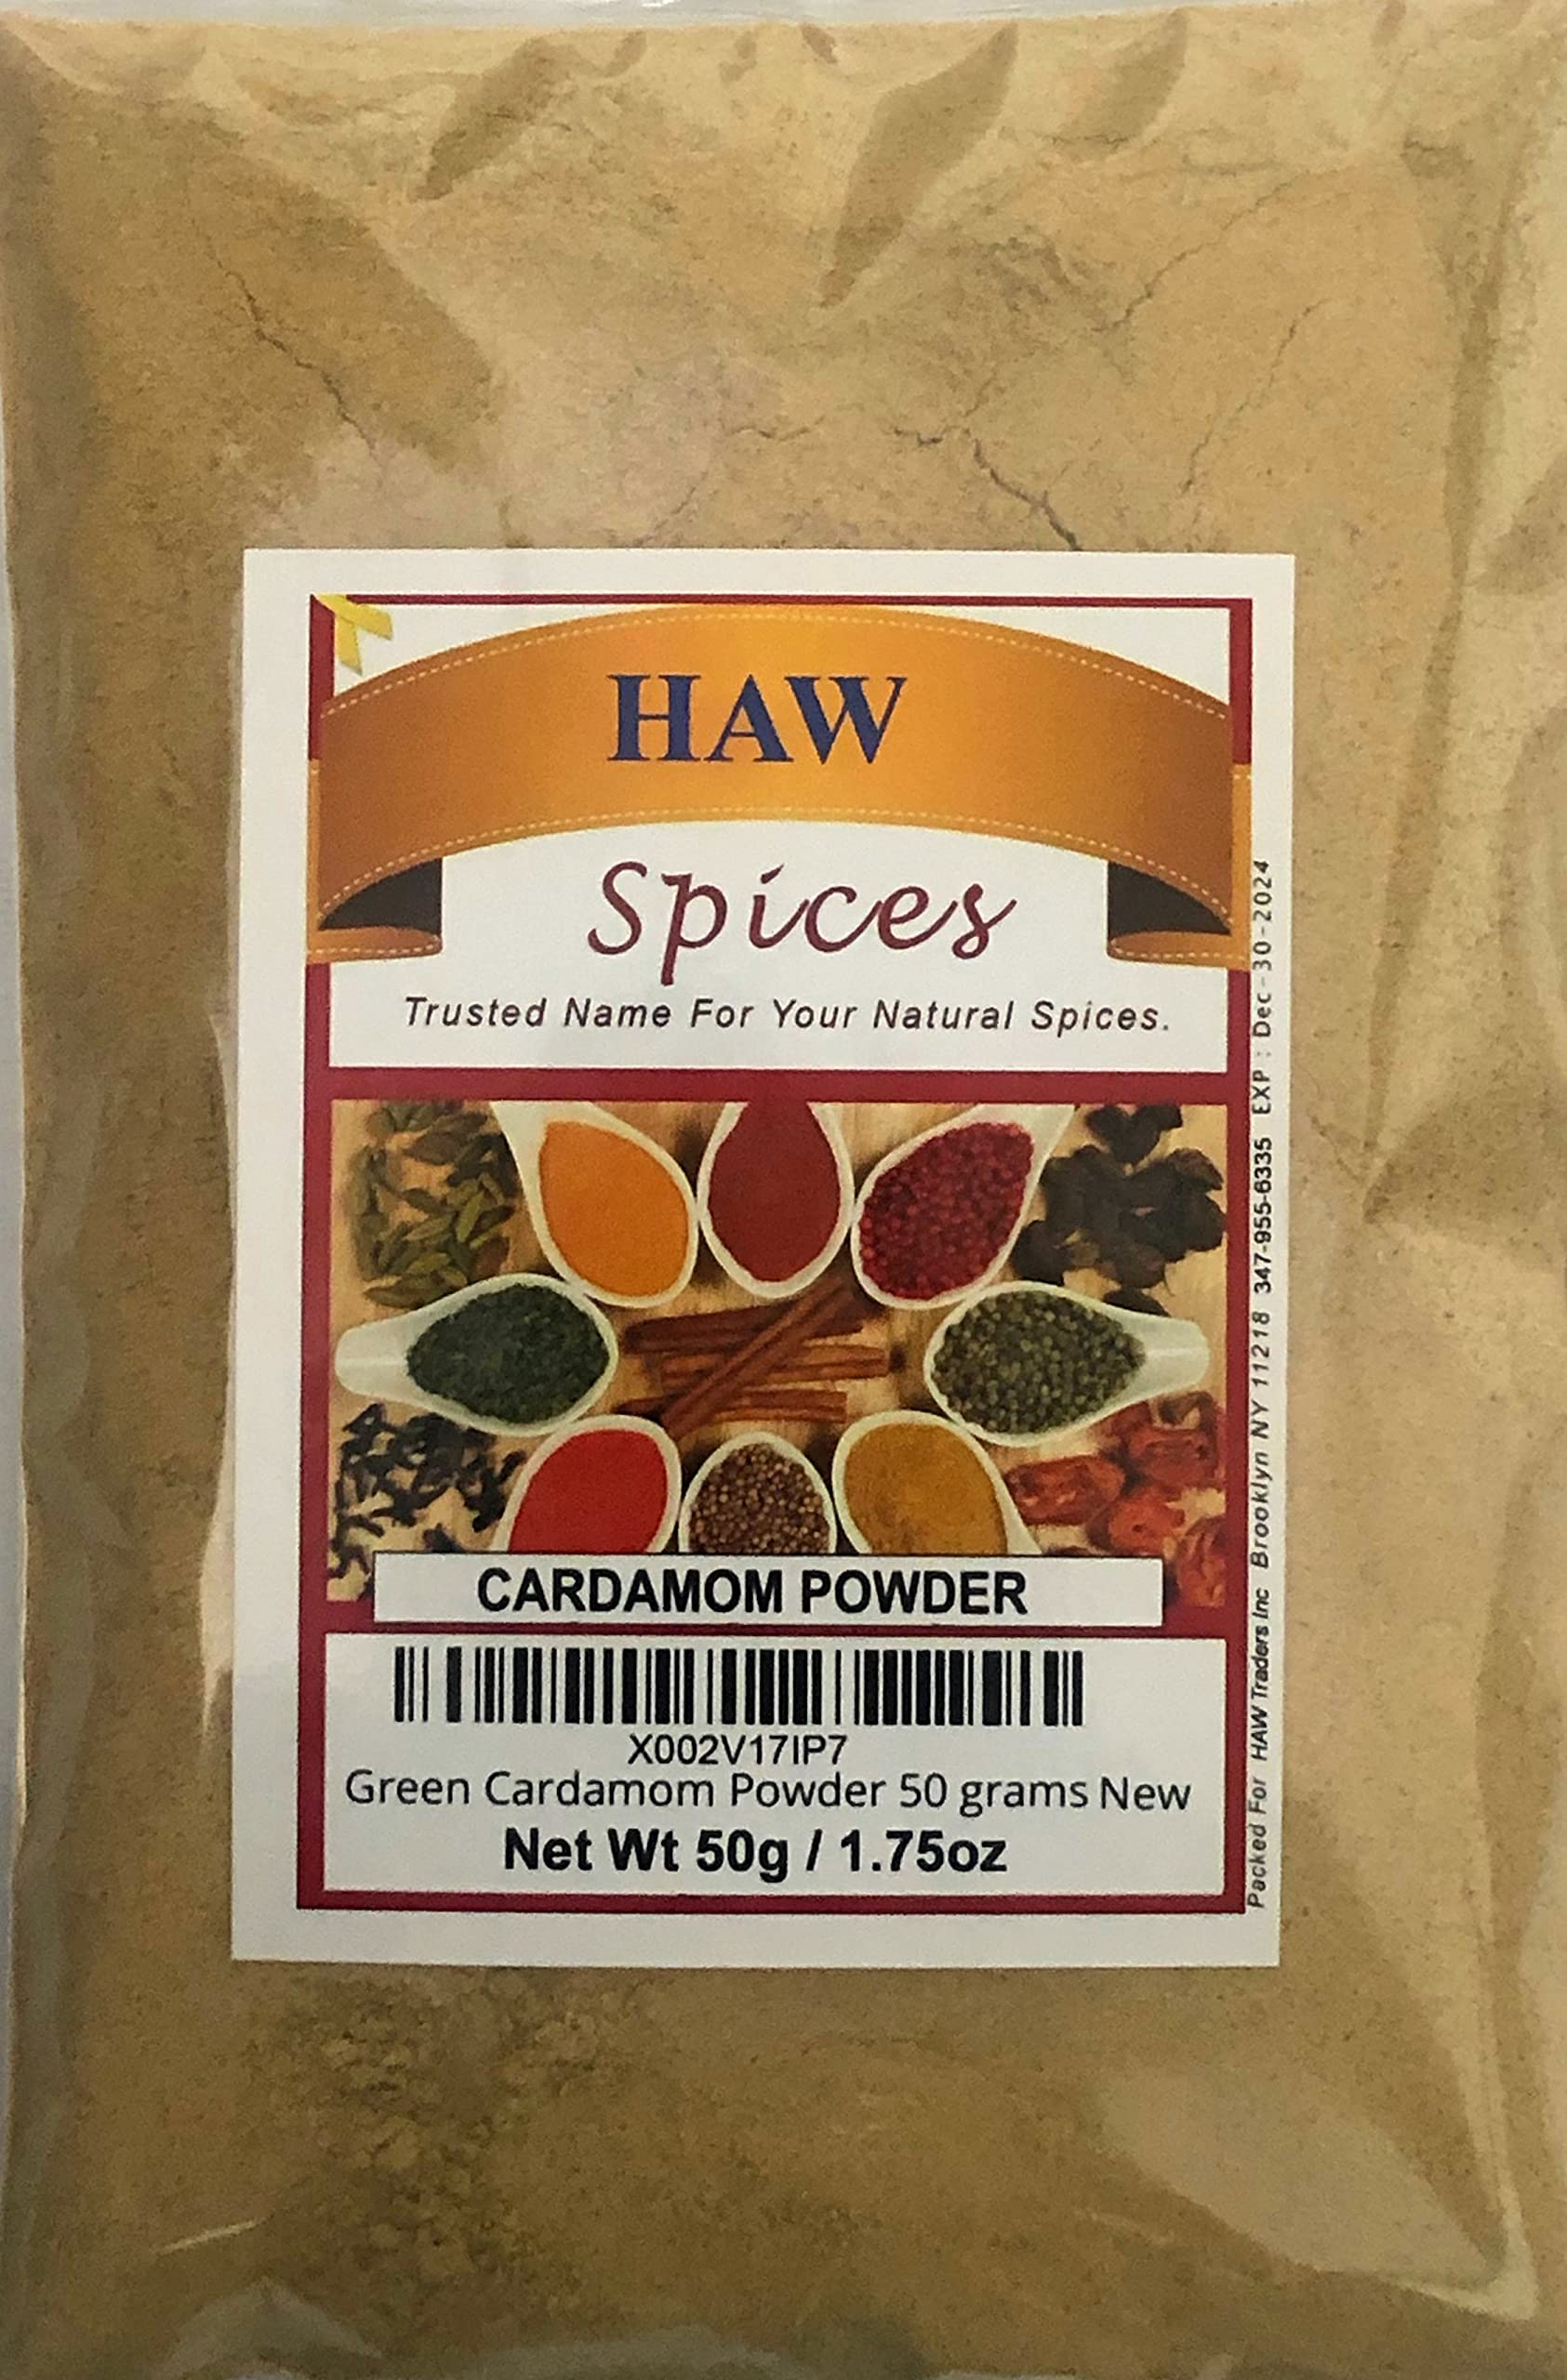 HAW
Spices
Trusted Name For Your Natural Spices.
CARDAMOM POWDER
X002V17IP7
Green Cardamom Powder 50 grams New
Net Wt 50g / 1.75oz
Packed For HAW Traders Inc Brooklyn NY 11218 347-955-6335 EXP : Dec-30-2024